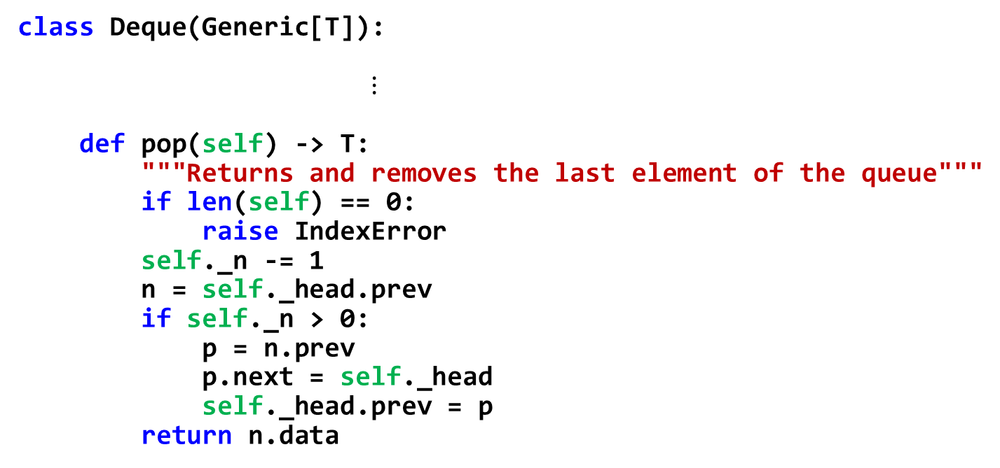 class Deque(Generic[T]):
⋮
    def pop(self) -> T:
        """Returns and removes the last element of the queue"""
        if len(self) == 0:
            raise IndexError
        self._n -= 1
        n = self._head.prev
        if self._n > 0:
            p = n.prev
            p.next = self._head
            self._head.prev = p
        return n.data